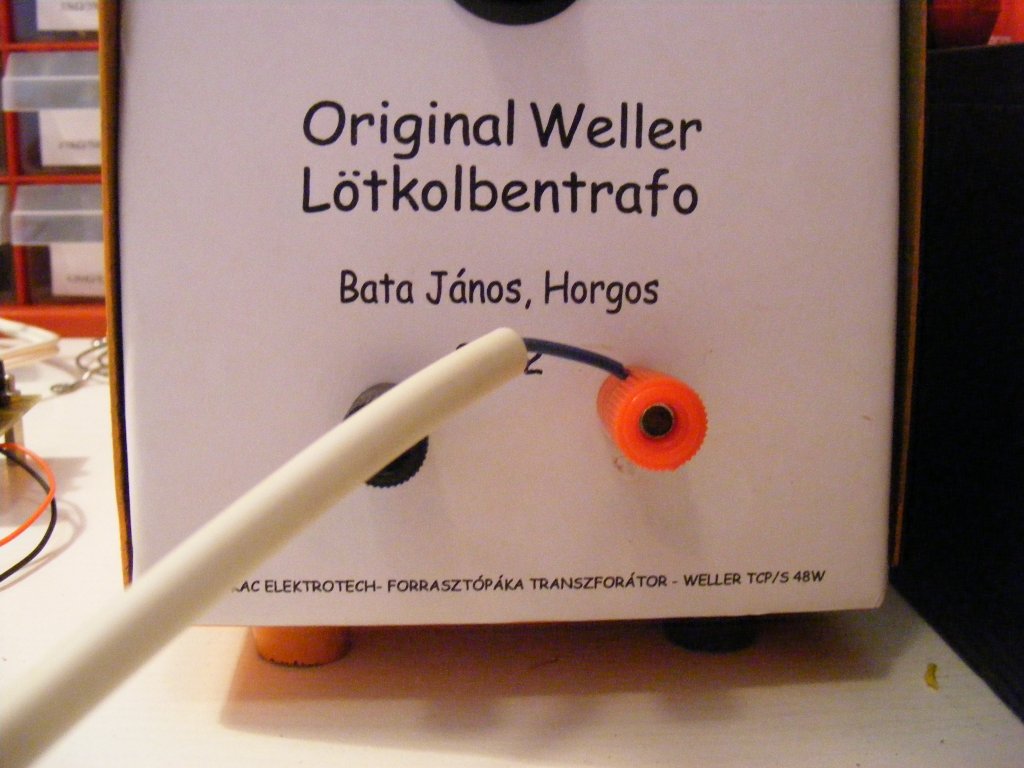 Original Weller
Lötkolbentrafo
Bata János, Horgos
ELEKTROTECH- FORRASZTÓPÁKA TRANSZFORÁTOR - WELLER TCP/S 48W